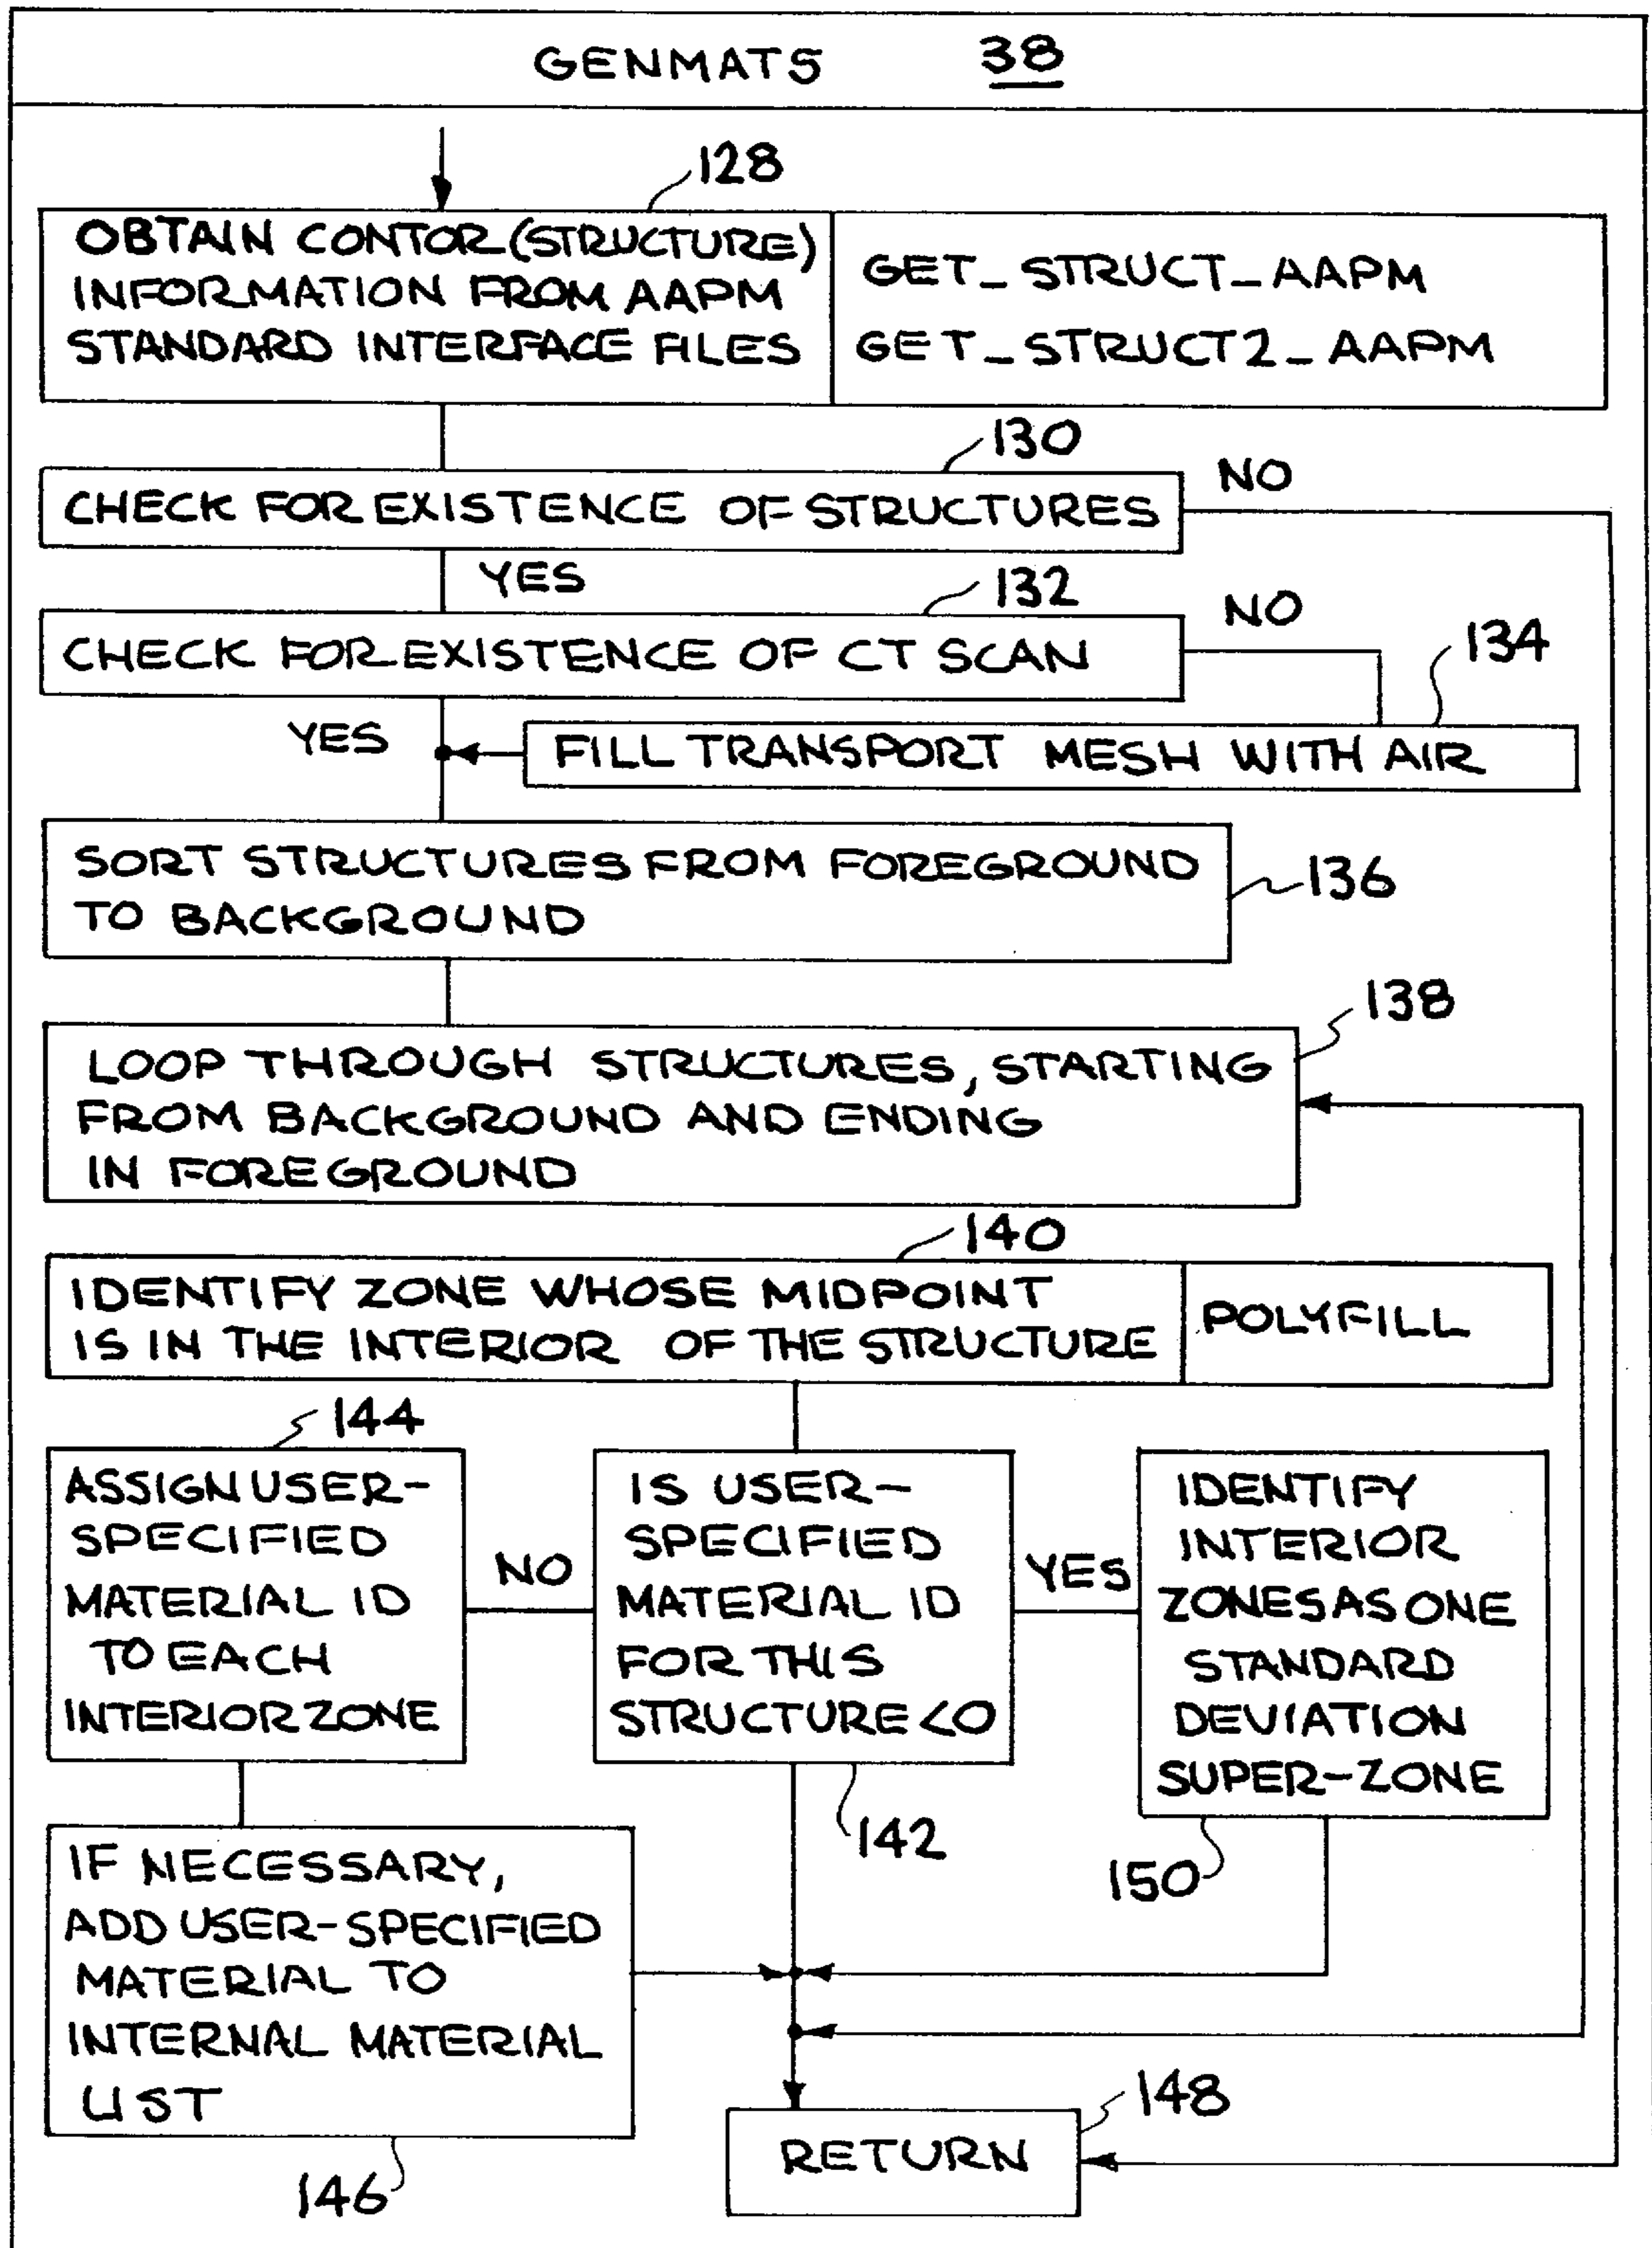 GENMATS 38
128
OBTAIN CONTOR (STRUCTURE)
INFORMATION FROM AAPM
STANDARD INTERFACE FILES
GET_STRUCT_AAPM
GET_STRUCT2_AAPM
130
CHECK FOR EXISTENCE OF STRUCTURES
NO
YES
132
CHECK FOR EXISTENCE OF CT SCAN
NO
134
YES
FILL TRANSPORT MESH WITH AIR
SORT STRUCTURES FROM FOREGROUND
TO BACKGROUND
136
138
LOOP THROUGH STRUCTURES, STARTING
FROM BACKGROUND AND ENDING
IN FOREGROUND
140
IDENTIFY ZONE WHOSE MIDPOINT
IS IN THE INTERIOR OF THE STRUCTURE
POLYFILL
144
ASSIGN USER-
SPECIFIED
MATERIAL ID
TO EACH
INTERIOR ZONE
NO
IS USER-
SPECIFIED
MATERIAL ID
FOR THIS
STRUCTURE <0
YES
IDENTIFY
INTERIOR
ZONES AS ONE
STANDARD
DEVIATION
SUPER-ZONE
142
150
IF NECESSARY,
ADD USER-SPECIFIED
MATERIAL TO
INTERNAL MATERIAL
LIST
146
148
RETURN